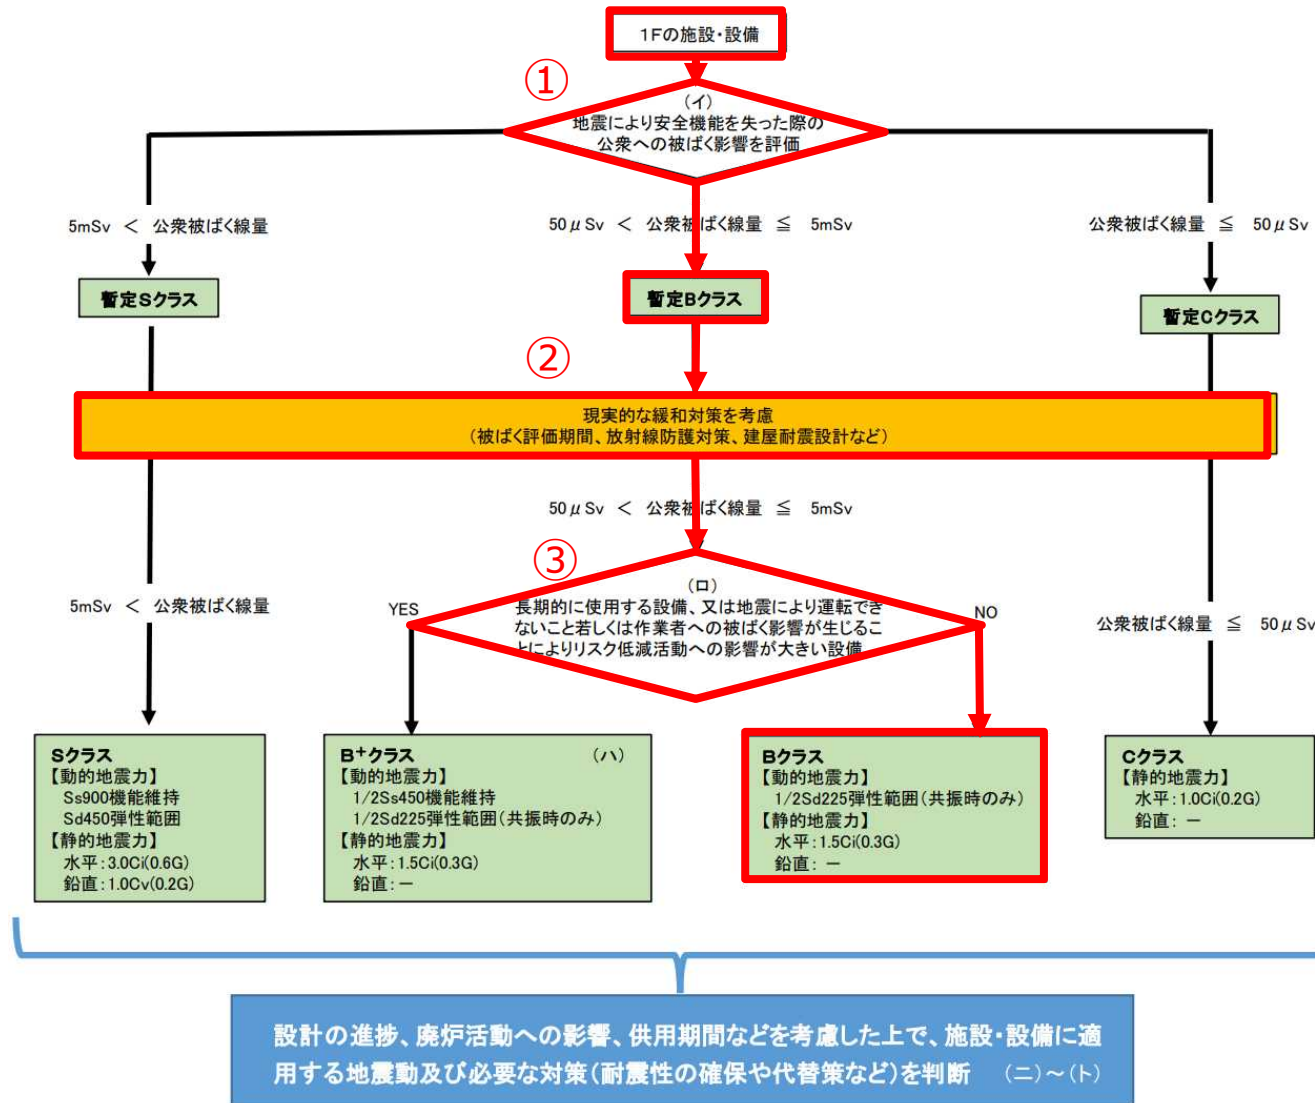 1Fの施設・設備
①
(イ)
地震により安全機能を失った際の
公衆への被ばく影響を評価
5mSv < 公衆被ばく線量
50μSv < 公衆被ばく線量 ≦ 5mSv
公衆被ばく線量 ≦ 50μSv
暫定Sクラス
暫定Bクラス
暫定Cクラス
②
現実的な緩和対策を考慮
(被ばく評価期間、放射線防護対策、建屋耐震設計など)
50μSv < 公衆被ばく線量 ≦ 5mSv
③
(ロ)
長期的に使用する設備、又は地震により運転でき
ないこと若しくは作業者への被ばく影響が生じるこ
とによりリスク低減活動への影響が大きい設備
5mSv < 公衆被ばく線量
YES
NO
公衆被ばく線量 ≦ 50μSv
Sクラス
【動的地震力】
Ss900機能維持
Sd450弾性範囲
【静的地震力】
水平:3.0Ci(0.6G)
鉛直:1.0Cv(0.2G)
B+クラス (ハ)
【動的地震力】
1/2Ss450機能維持
1/2Sd225弾性範囲(共振時のみ)
【静的地震力】
水平:1.5Ci(0.3G)
鉛直:ー
Bクラス
【動的地震力】
1/2Sd225弾性範囲(共振時のみ)
【静的地震力】
水平:1.5Ci(0.3G)
鉛直:ー
Cクラス
【静的地震力】
水平:1.0Ci(0.2G)
鉛直:ー
設計の進捗、廃炉活動への影響、供用期間などを考慮した上で、施設・設備に適
用する地震動及び必要な対策(耐震性の確保や代替策など)を判断 (ニ)～(ト)